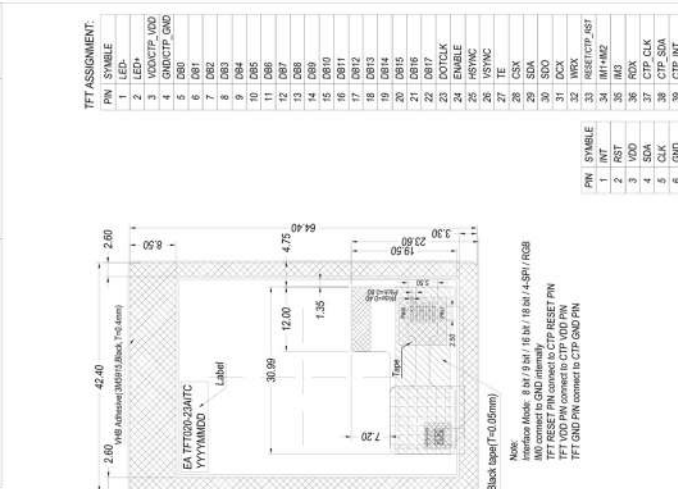 TFT ASSIGNMENT:
PIN SYMBLE
1 LED-
2 LED+
3 VDD/CTP_VDD
4 GND/CTP_GND
5 DB0
6 DB1
7 DB2
8 DB3
9 DB4
10 DB5
11 DB6
12 DB7
13 DB8
14 DB9
15 DB10
16 DB11
17 DB12
18 DB13
19 DB14
20 DB15
21 DB16
22 DB17
23 DOTCLK
24 ENABLE
25 HSYNC
26 VSYNC
27 TE
28 CSX
29 SDA
30 SDO
31 DCX
32 WRX
33 RESET/CTP_RST
34 IM1+IM2
35 IM3
36 RDX
37 CTP_CLK
38 CTP_SDA
39 CTP_INT
PIN SYMBLE
1 INT
2 RST
3 VDD
4 SDA
5 CLK
6 GND
42.40
2.60
2.60
VHB Adhesive(3M5915,Black,T=0.4mm)
8.50
64.40
EA TFT020-23AITC
YYYYMMDD
Label
4.75
12.00
1.35
30.99
19.50
23.60
3.30
7.20
Tape
Black tape(T=0.05mm)
Note:
Interface Mode: 8 bit / 9 bit / 16 bit / 18 bit / 4-SPI / RGB
IM0 connect to GND internally
TFT RESET PIN connect to CTP RESET PIN
TFT VDD PIN connect to CTP VDD PIN
TFT GND PIN connect to CTP GND PIN